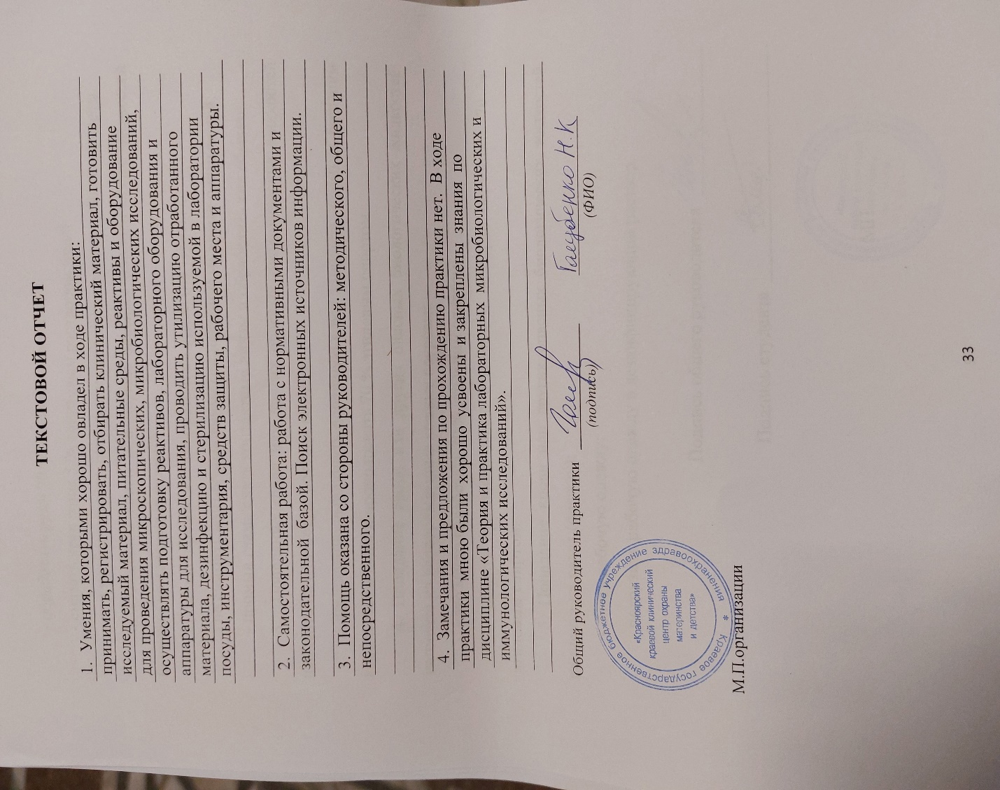 ТЕКСТОВОЙ ОТЧЕТ
1. Умения, которыми хорошо овладел в ходе практики:
принимать, регистрировать, отбирать клинический материал, готовить
исследуемый материал, питательные среды, реактивы и оборудование
для проведения микроскопических, микробиологических исследований,
осуществлять подготовку реактивов, лабораторного оборудования и
аппаратуры для исследования, проводить утилизацию отработанного
материала, дезинфекцию и стерилизацию используемой в лаборатории
посуды, инструментария, средств защиты, рабочего места и аппаратуры.
2. Самостоятельная работа: работа с нормативными документами и
законодательной базой. Поиск электронных источников информации.
3. Помощь оказана со стороны руководителей: методического, общего и
непосредственного.
4. Замечания и предложения по прохождению практики нет. В ходе
практики мною были хорошо усвоены и закреплены знания по
дисциплине «Теория и практика лабораторных микробиологических и
иммунологических исследований».
Общий руководитель практики
Н.К
(подпись) (ФИО)
Краевое государственное бюджетное учреждение здравоохранения *
«Красноярский
краевой клинический
центр охраны
материнства
и детства»
М.П.организации
33